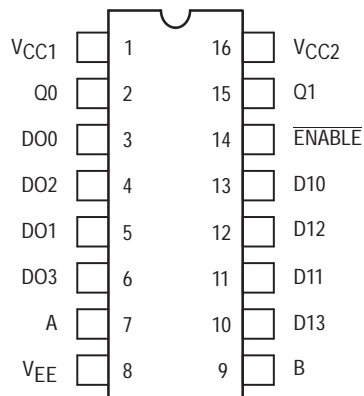 VCC1 1 16 VCC2
Q0 2 15 Q1
DO0 3 14 ENABLE
DO2 4 13 D10
DO1 5 12 D12
DO3 6 11 D11
A 7 10 D13
VEE 8 9 B